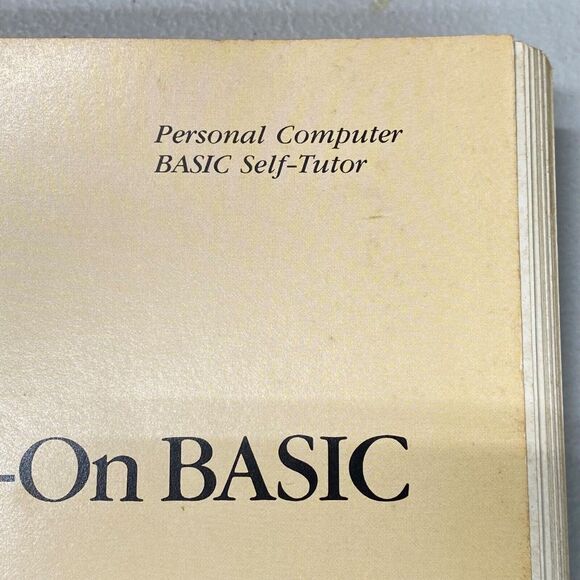 Personal Computer
BASIC Self-Tutor
-On BASIC